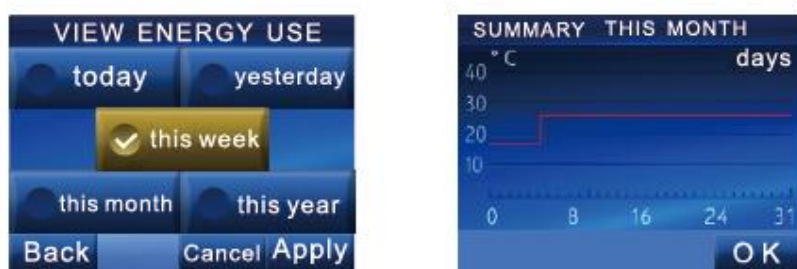 VIEW ENERGY USE
today yesterday
this week
this month this year
Back Cancel Apply
SUMMARY THIS MONTH
°C days
40
30
20
10
0 8 16 24 31
OK